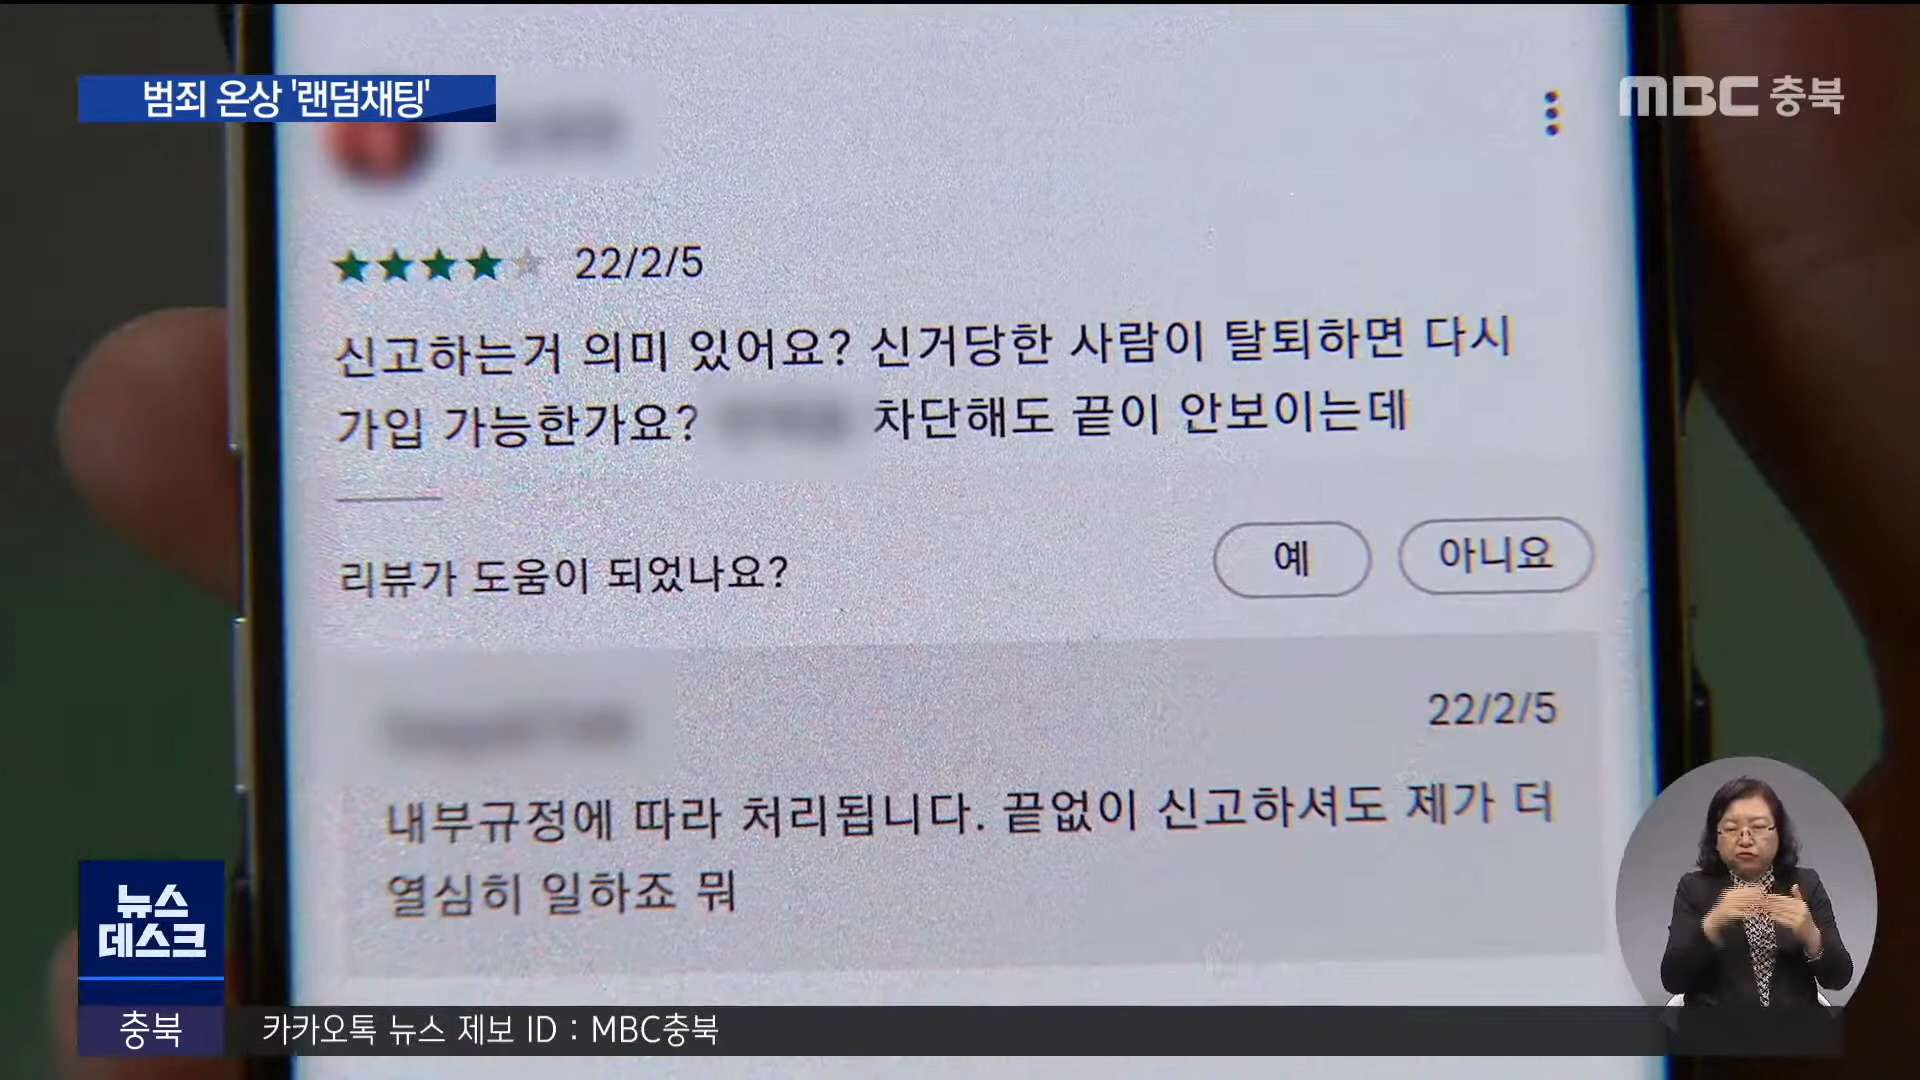 범죄 온상 '랜덤채팅'
MBC 충북
22/2/5
신고하는거 의미 있어요? 신거당한 사람이 탈퇴하면 다시
가입 가능한가요? 차단해도 끝이 안보이는데
리뷰가 도움이 되었나요?
예
아니요
22/2/5
내부규정에 따라 처리됩니다. 끝없이 신고하셔도 제가 더
열심히 일하죠 뭐
뉴스
데스크
충북
카카오톡 뉴스 제보 ID : MBC충북